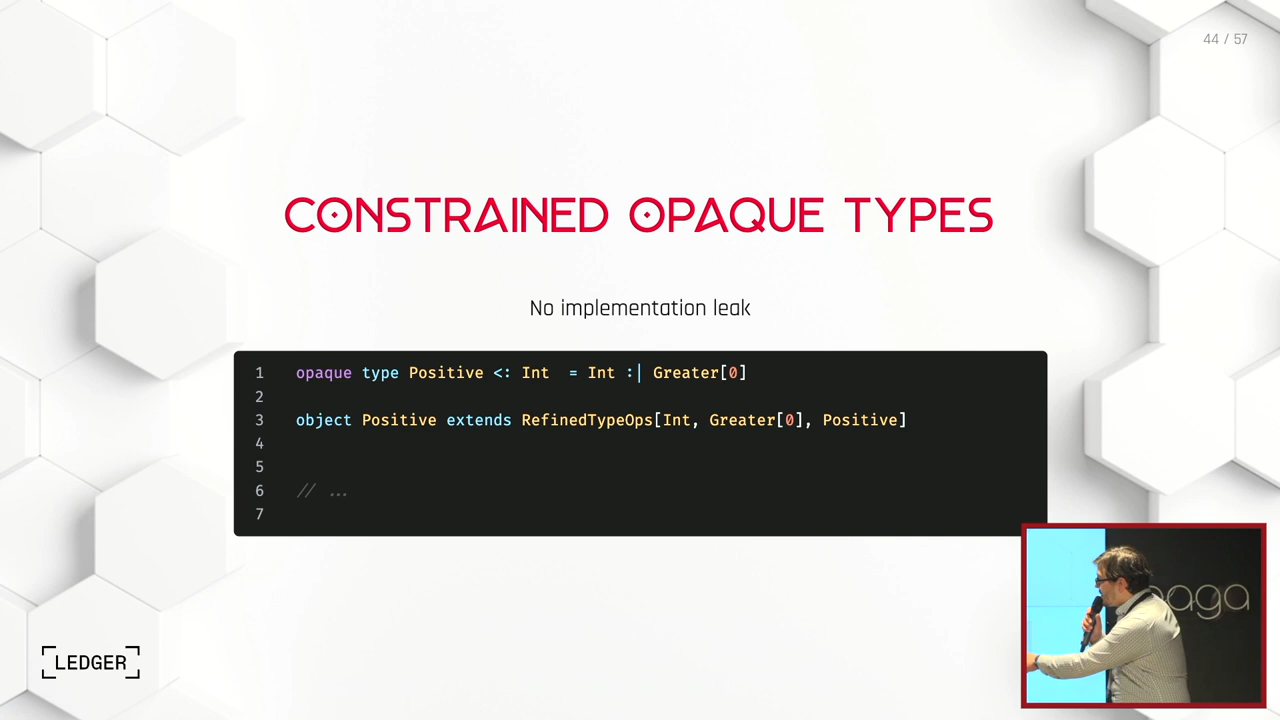 44 / 57
CONSTRAINED OPAQUE TYPES
No implementation leak
1 opaque type Positive <: Int = Int :| Greater[0]
2
3 object Positive extends RefinedTypeOps[Int, Greater[0], Positive]
4
5
6 // ...
7
LEDGER